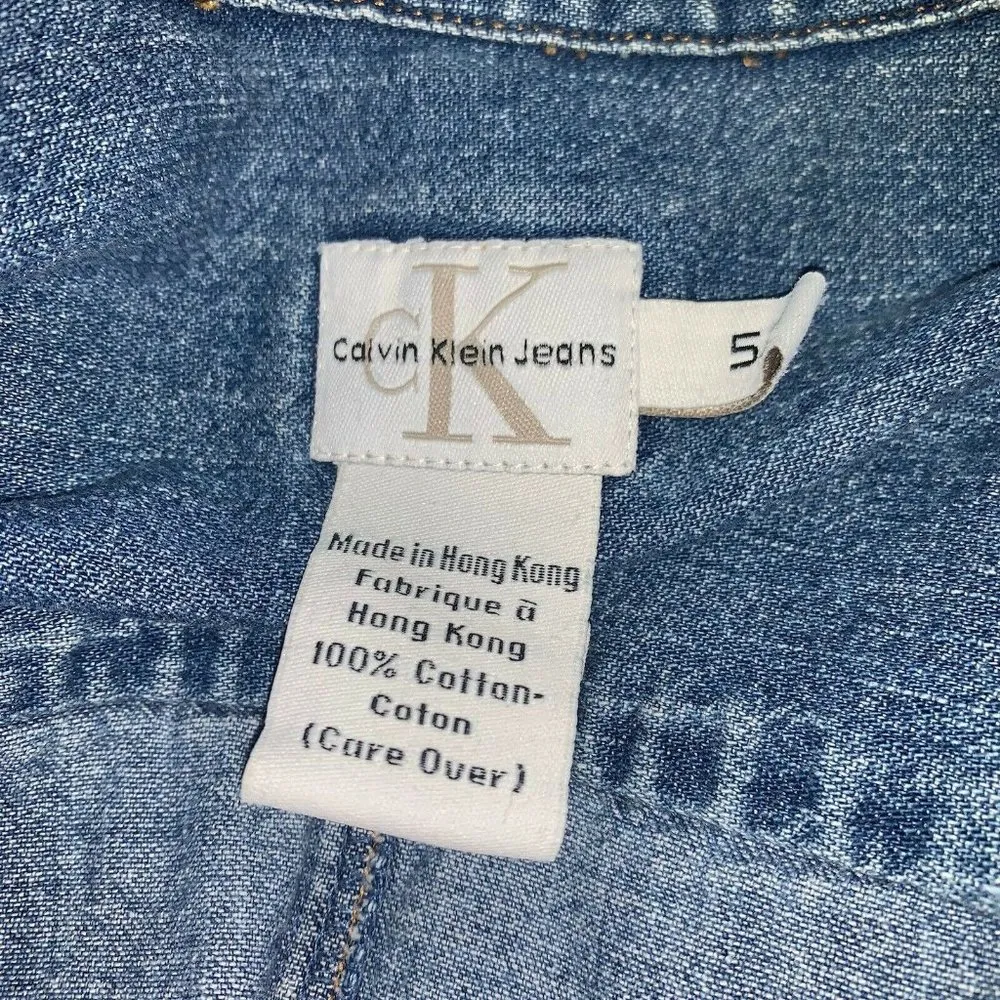 CK
Calvin Klein Jeans
5
Made in Hong Kong
Fabrique ā
Hong Kong
100% Cotton-
Coton
(Care Over)